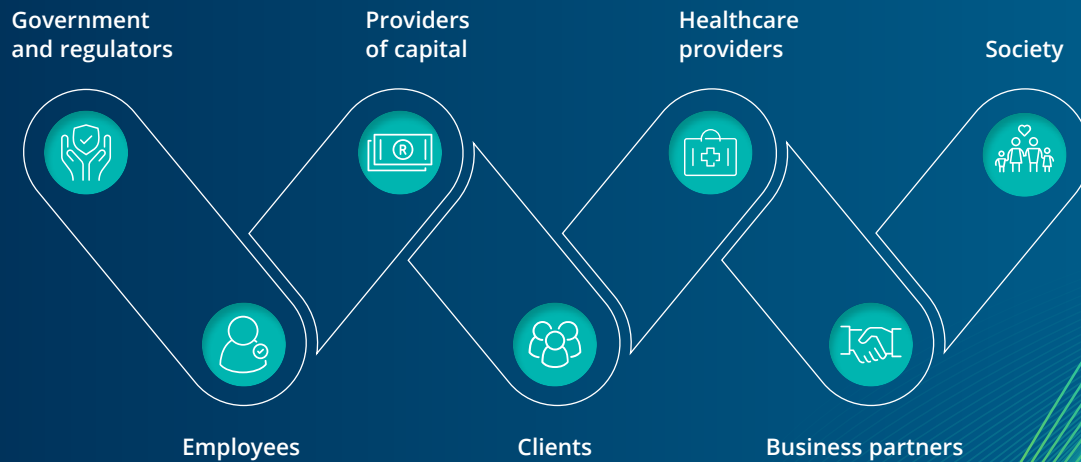 Government
and regulators
Providers
of capital
Healthcare
providers
Society
R
Employees
Clients
Business partners